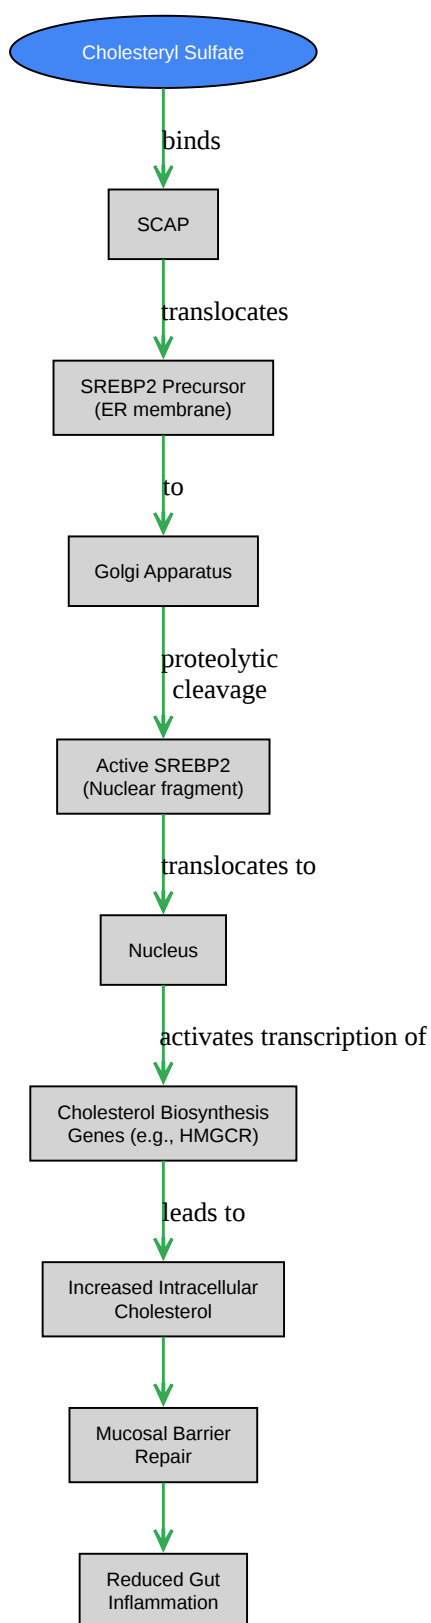 Cholesteryl Sulfate
binds
SCAP
translocates
SREBP2 Precursor
(ER membrane)
to
Golgi Apparatus
proteolytic
cleavage
Active SREBP2
(Nuclear fragment)
translocates to
Nucleus
activates transcription of
Cholesterol Biosynthesis
Genes (e.g., HMGCR)
leads to
Increased Intracellular
Cholesterol
Mucosal Barrier
Repair
Reduced Gut
Inflammation